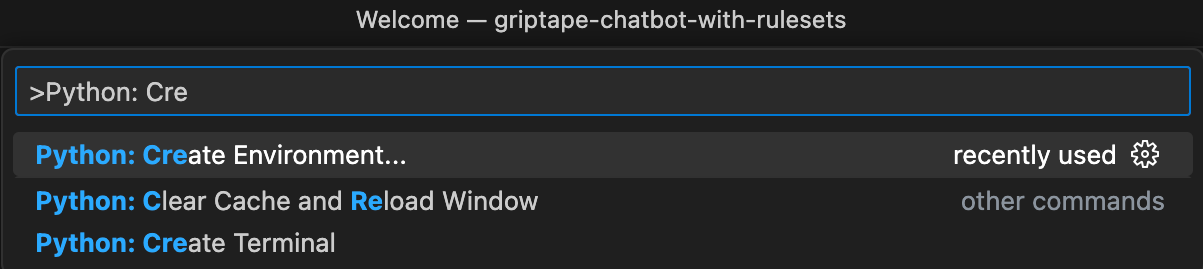 Welcome — griptape-chatbot-with-rulesets
>Python: Cre
Python: Create Environment... recently used
Python: Clear Cache and Reload Window other commands
Python: Create Terminal